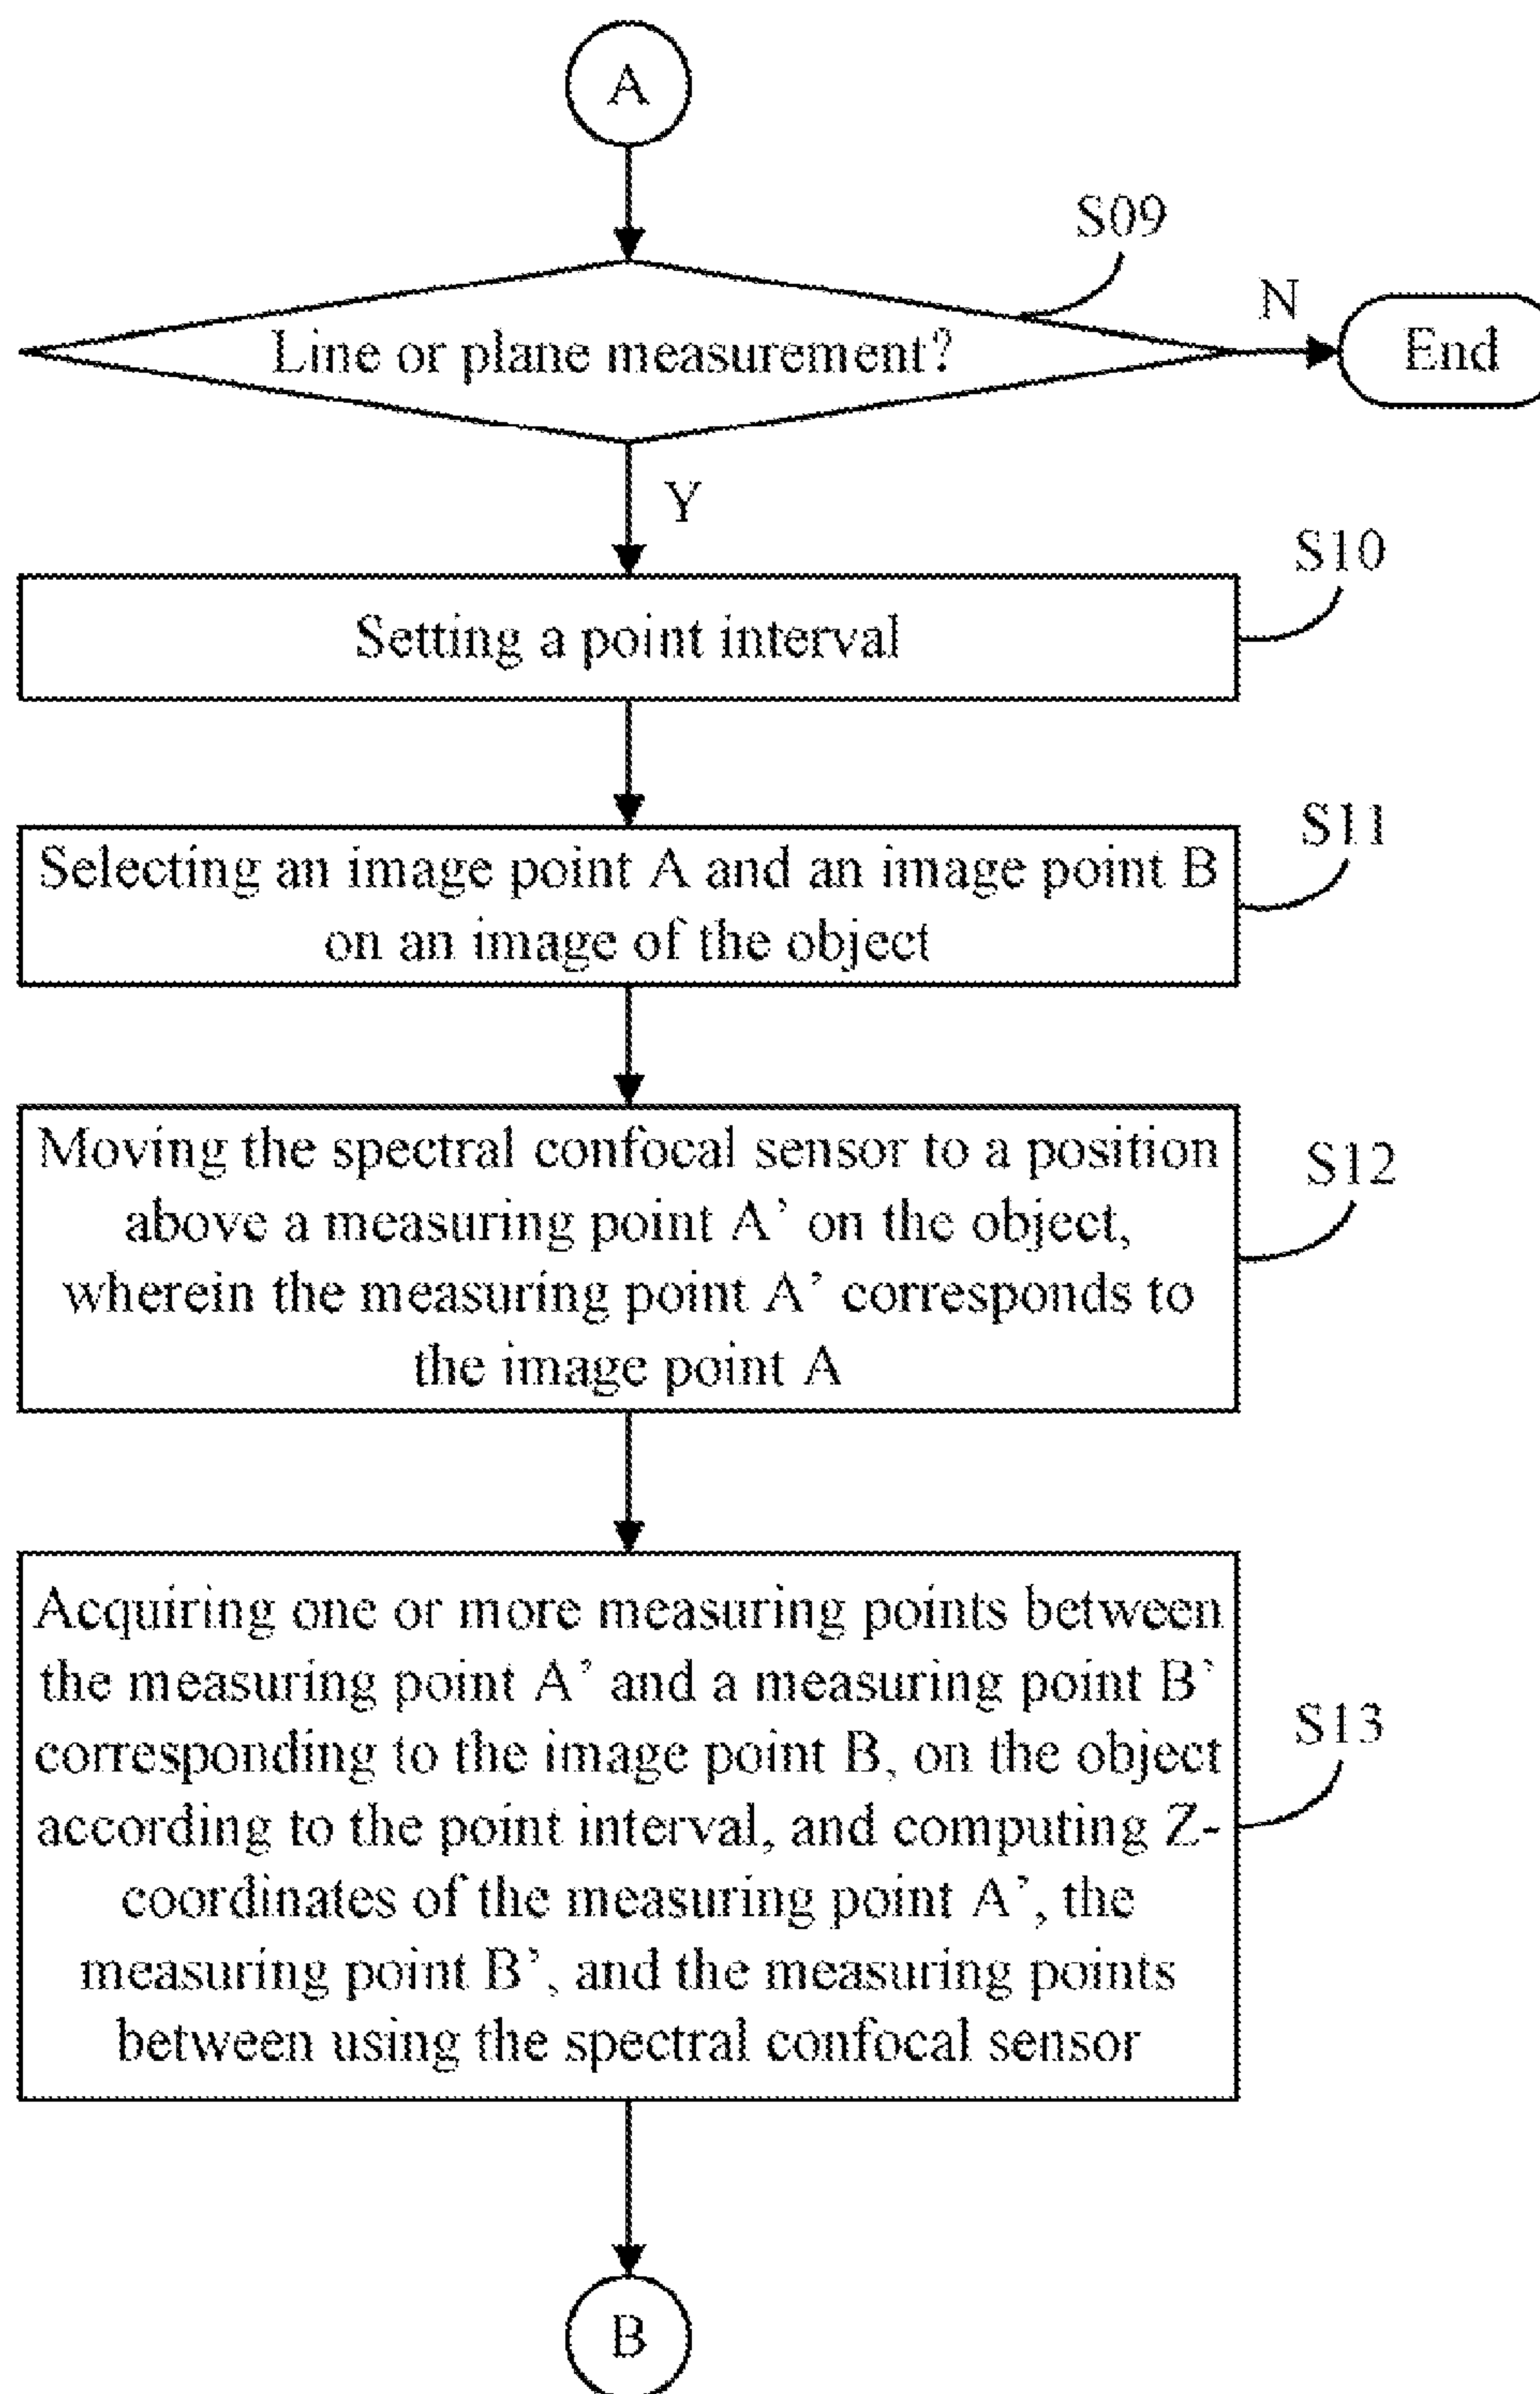 A
S09
Line or plane measurement?
N
End
Y
S10
Setting a point interval
S11
Selecting an image point A and an image point B
on an image of the object
S12
Moving the spectral confocal sensor to a position
above a measuring point A’ on the object,
wherein the measuring point A’ corresponds to
the image point A
S13
Acquiring one or more measuring points between
the measuring point A’ and a measuring point B’
corresponding to the image point B, on the object
according to the point interval, and computing Z-
coordinates of the measuring point A’, the
measuring point B’, and the measuring points
between using the spectral confocal sensor
B